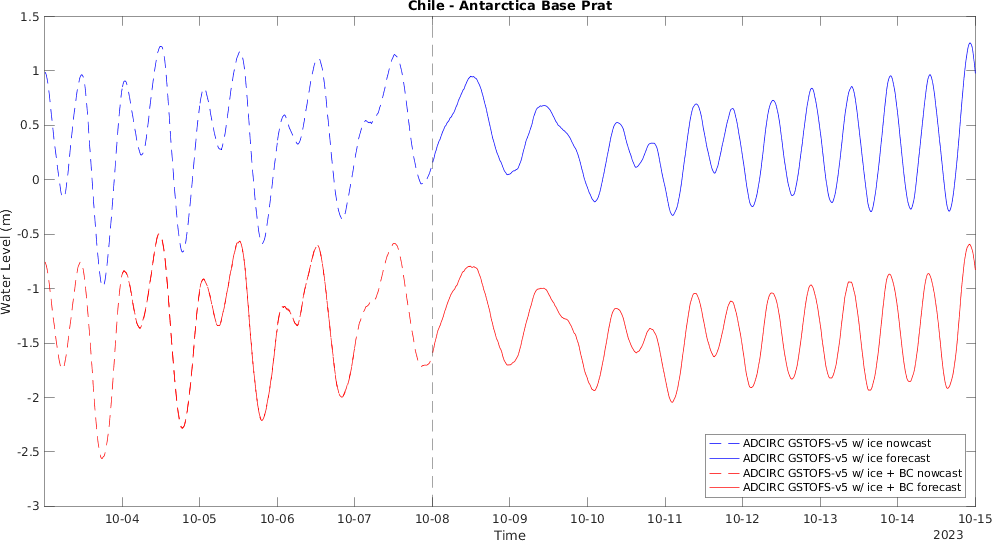 Chile - Antarctica Base Prat
Water Level (m)
1.5
1
0.5
0
-0.5
-1
-1.5
-2
-2.5
-3
ADCIRC GSTOFS-v5 w/ ice nowcast
ADCIRC GSTOFS-v5 w/ ice forecast
ADCIRC GSTOFS-v5 w/ ice + BC nowcast
ADCIRC GSTOFS-v5 w/ ice + BC forecast
10-04 10-05 10-06 10-07 10-08 10-09 10-10 10-11 10-12 10-13 10-14 10-15
Time
2023